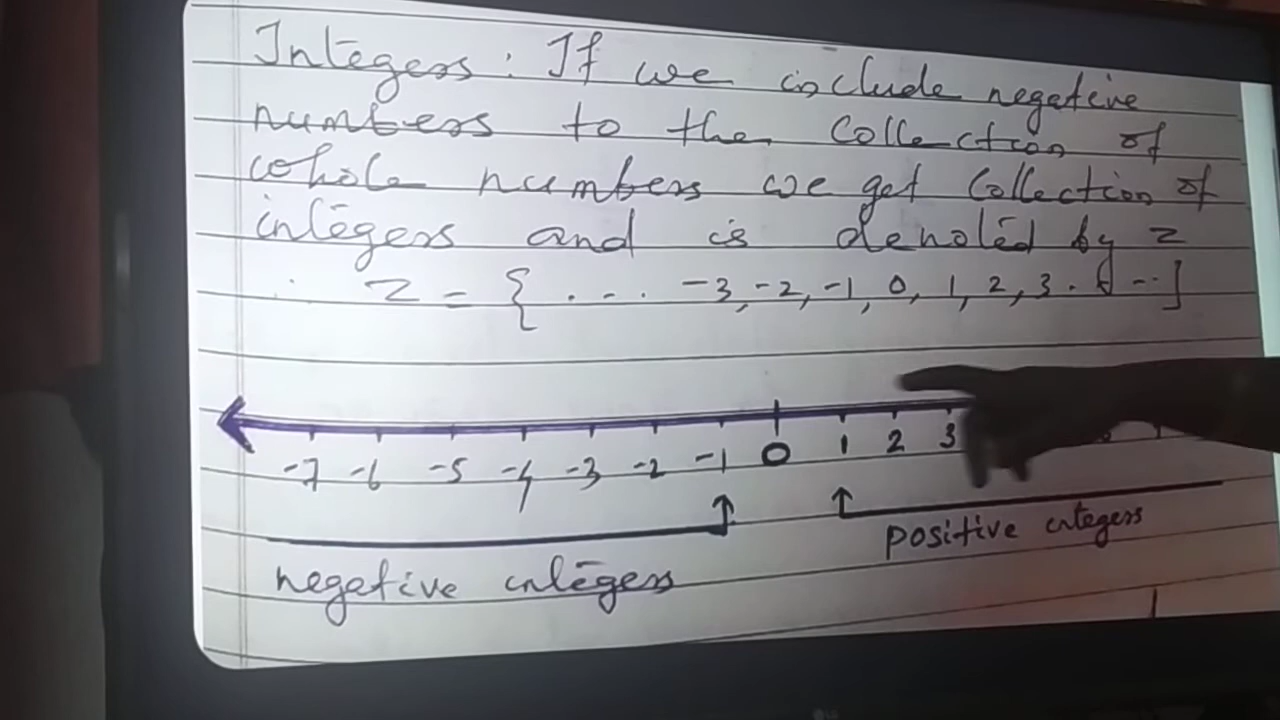 Integers: If we include negative
numbers to the collection of
whole numbers we get collection of
integers and is denoted by Z
∴ Z = { . . . -3, -2, -1, 0, 1, 2, 3 . . . . }
-7 -6 -5 -4 -3 -2 -1 0 1 2 3
positive integers
negative integers